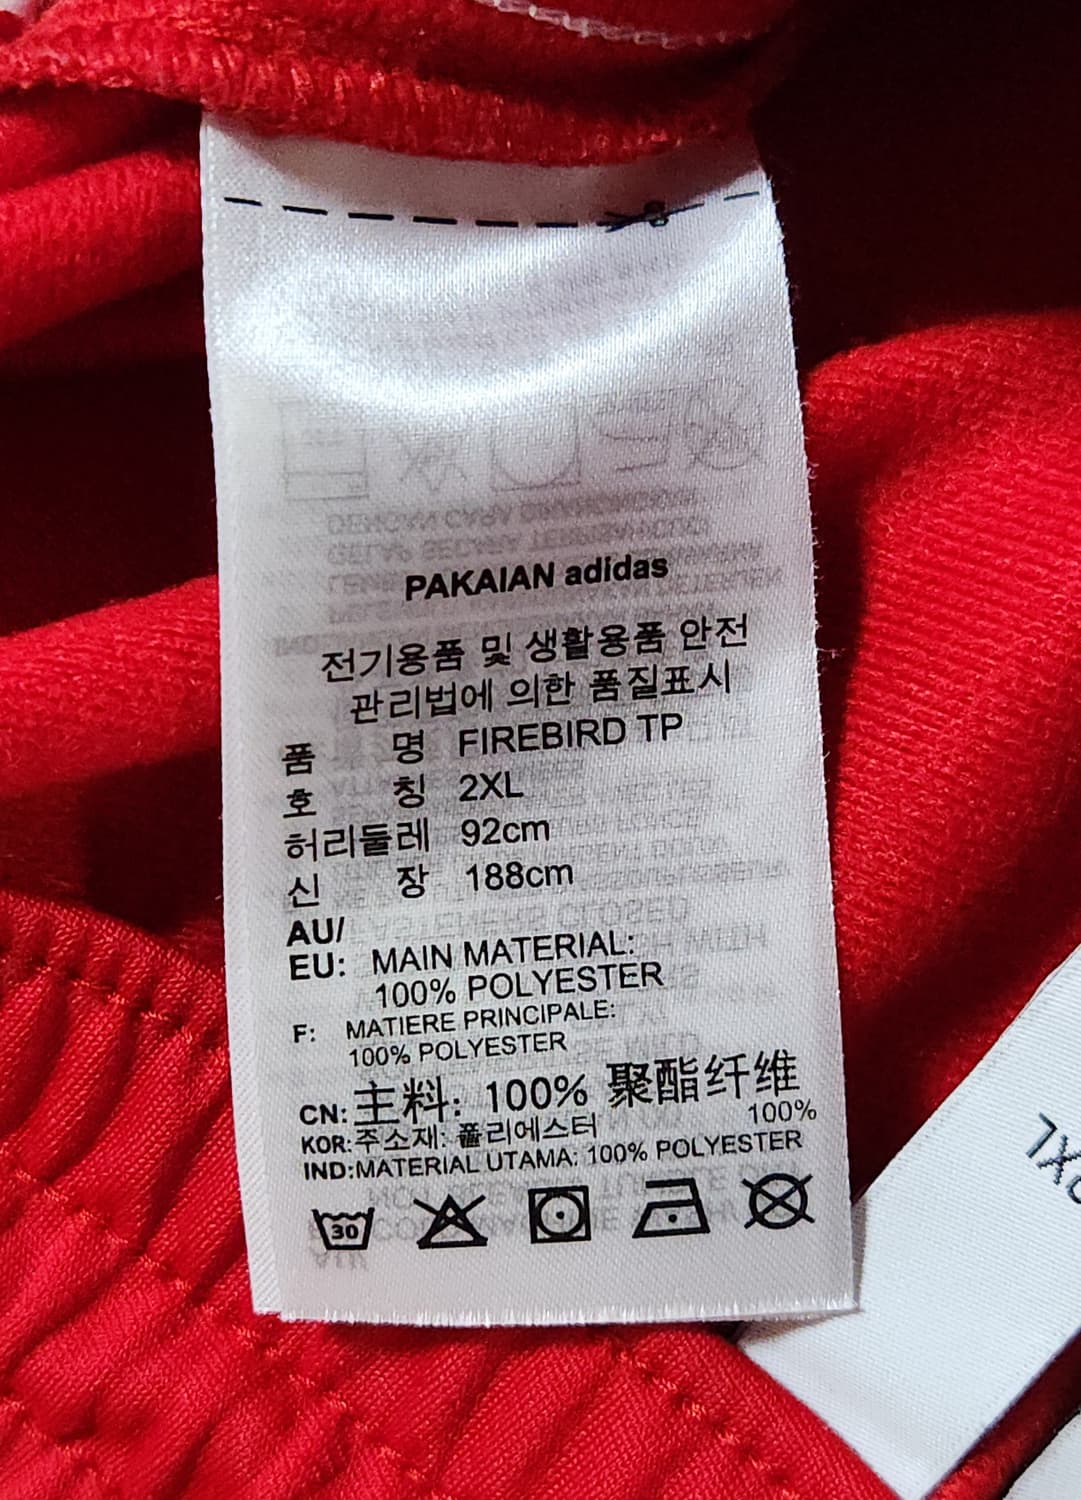 PAKAIAN adidas
전기용품 및 생활용품 안전
관리법에 의한 품질표시
품 명 FIREBIRD TP
호 칭 2XL
허리둘레 92cm
신 장 188cm
AU/
EU: MAIN MATERIAL:
100% POLYESTER
F: MATIERE PRINCIPALE:
100% POLYESTER
CN: 主料: 100% 聚酯纤维
KOR: 주소재: 폴리에스터 100%
IND:MATERIAL UTAMA: 100% POLYESTER
30